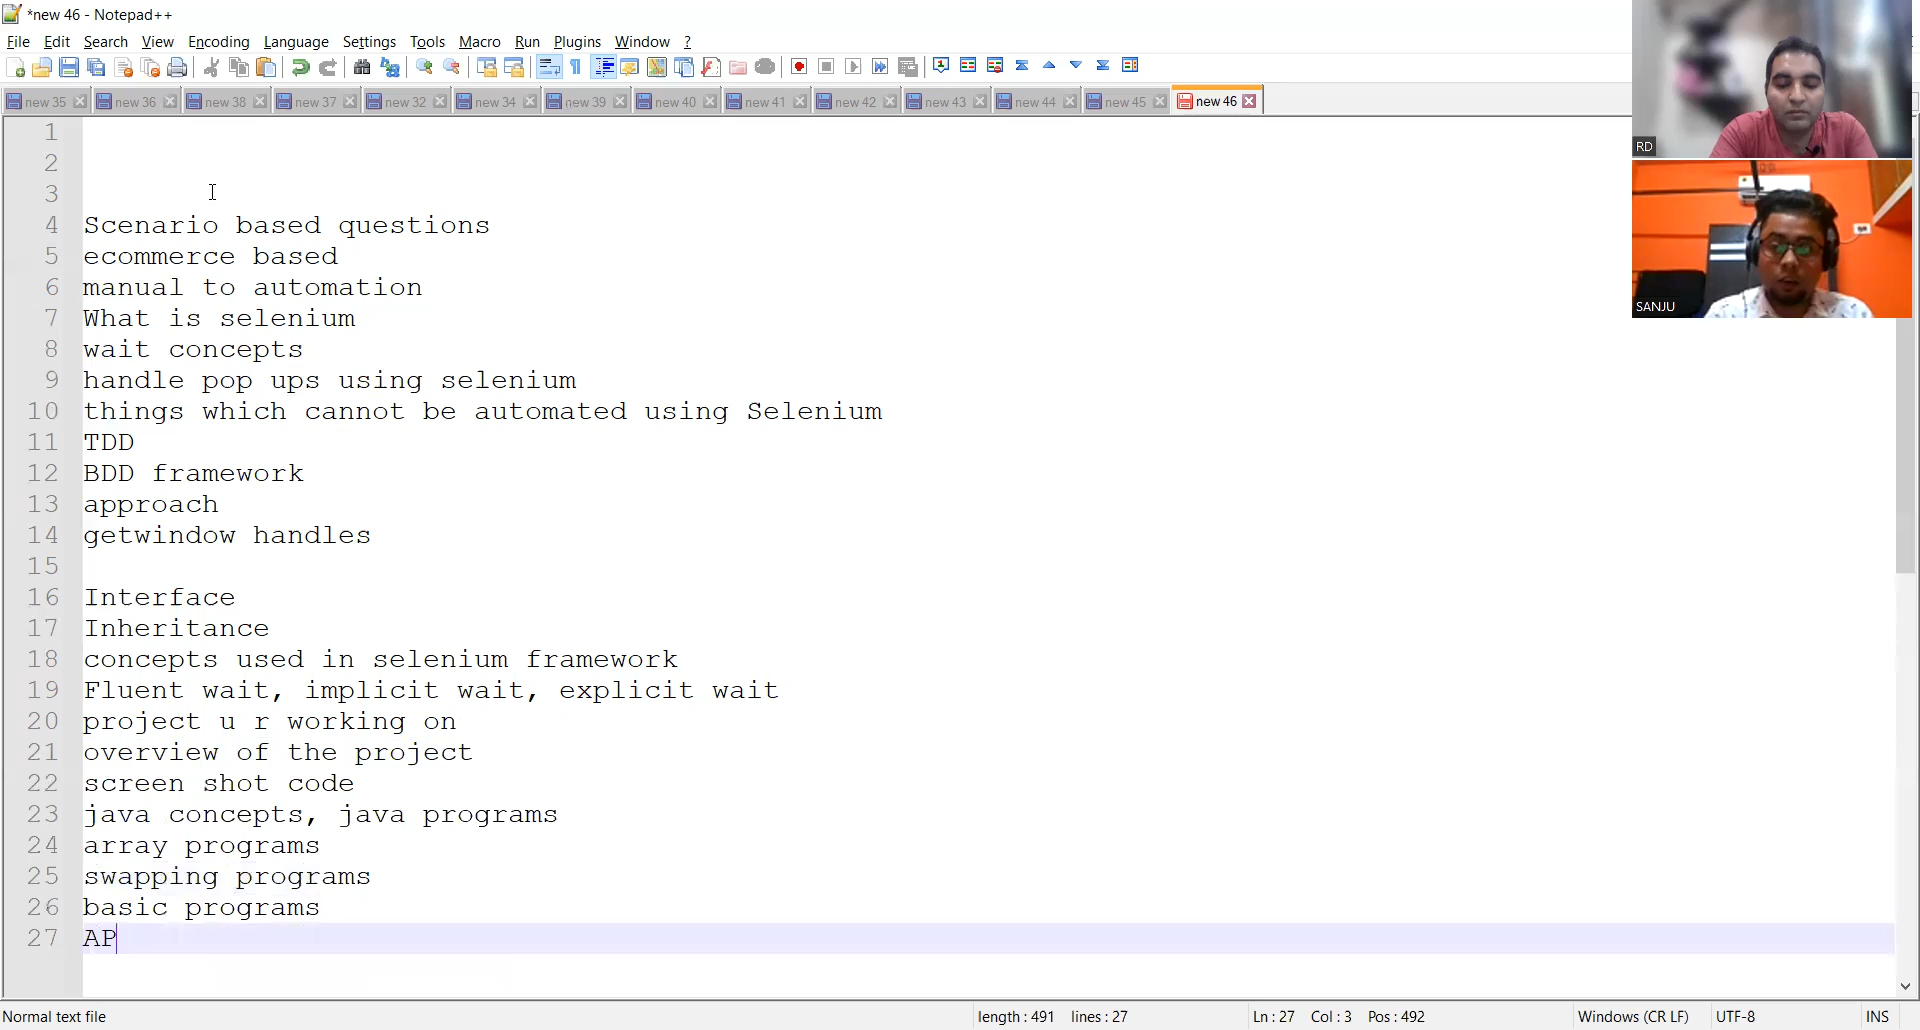 *new 46 - Notepad++
File Edit Search View Encoding Language Settings Tools Macro Run Plugins Window ?
new 35 new 36 new 38 new 37 new 32 new 34 new 39 new 40 new 41 new 42 new 43 new 44 new 45 new 46
RD
SANJU
1
2
3
4 Scenario based questions
5 ecommerce based
6 manual to automation
7 What is selenium
8 wait concepts
9 handle pop ups using selenium
10 things which cannot be automated using Selenium
11 TDD
12 BDD framework
13 approach
14 getwindow handles
15
16 Interface
17 Inheritance
18 concepts used in selenium framework
19 Fluent wait, implicit wait, explicit wait
20 project u r working on
21 overview of the project
22 screen shot code
23 java concepts, java programs
24 array programs
25 swapping programs
26 basic programs
27 AP
Normal text file length : 491 lines : 27 Ln : 27 Col : 3 Pos : 492 Windows (CR LF) UTF-8 INS